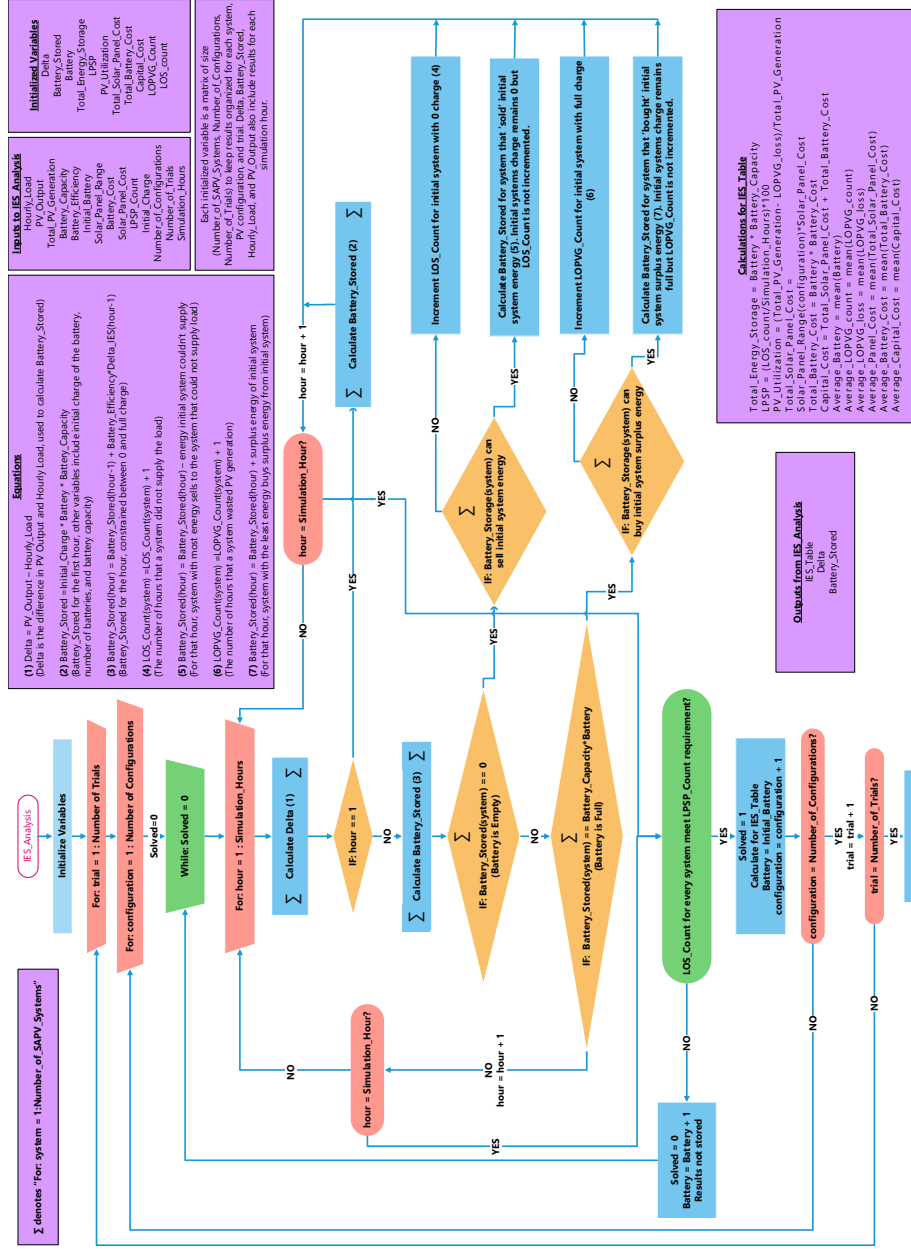 ∑ denotes "For: system = 1:Number_of_SAPV_Systems"
IES_Analysis
Initialize Variables
For: trial = 1 : Number of Trials
For: configuration = 1 : Number of Configurations
Solved=0
While: Solved = 0
For: hour = 1 : Simulation_Hours
∑ Calculate Delta (1) ∑
IF: hour == 1
NO
YES
∑ Calculate Battery_Stored (3) ∑
∑
IF: Battery_Stored(system) == 0
(Battery is Empty)
NO
YES
∑
IF: Battery_Stored(system) == Battery_Capacity*Battery
(Battery is Full)
YES
NO
hour = hour + 1
hour = Simulation_Hour?
NO
YES
LOS_Count for every system meet LPSP_Count requirement?
NO
YES
Solved = 0
Battery = Battery + 1
Results not stored
Solved = 1
Calculate for IES_Table
Battery = Initial_Battery
configuration = configuration + 1
configuration = Number_of_Configurations?
NO
YES
trial = trial + 1
trial = Number_of_Trials?
NO
YES
Equations
(1) Delta = PV_Output – Hourly_Load
(Delta is the difference in PV Output and Hourly Load, used to calculate Battery_Stored)
(2) Battery_Stored =Initial_Charge * Battery * Battery_Capacity
(Battery_Stored for the first hour, other variables include initial charge of the battery,
number of batteries, and battery capacity)
(3) Battery_Stored(hour) = Battery_Stored(hour-1) + Battery_Efficiency*Delta_IES(hour-1)
(Battery_Stored for the hour, constrained between 0 and full charge)
(4) LOS_Count(system) =LOS_Count(system) + 1
(The number of hours that a system did not supply the load)
(5) Battery_Stored(hour) = Battery_Stored(hour) – energy initial system couldn't supply
(For that hour, system with most energy sells to the system that could not supply load)
(6) LOPVG_Count(system) =LOPVG_Count(system) + 1
(The number of hours that a system wasted PV generation)
(7) Battery_Stored(hour) = Battery_Stored(hour) + surplus energy of initial system
(For that hour, system with the least energy buys surplus energy from initial system)
Inputs to IES_Analysis
Hourly_Load
PV_Output
Total_PV_Generation
Battery_Capacity
Battery_Efficiency
Initial_Battery
Solar_Panel_Range
Battery_Cost
Solar_Panel_Cost
LPSP_Count
Initial_Charge
Number_of_Configurations
Number_of_Trials
Simulation_Hours
Initialized Variables
Delta
Battery_Stored
Battery
Total_Energy_Storage
LPSP
PV_Utilization
Total_Solar_Panel_Cost
Total_Battery_Cost
Capital_Cost
LOPVG_Count
LOS_count
Each initialized variable is a matrix of size
(Number_of_SAPV_Systems, Number_of_Configurations,
Number_of_Trials) to keep results organized for each system,
PV configuration, and trial. Delta, Battery_Stored,
Hourly_Load, and PV_Output also include results for each
simulation hour.
hour = Simulation_Hour?
NO
YES
hour = hour + 1
∑ Calculate Battery_Stored (2) ∑
∑
IF: Battery_Storage(system) can
sell initial system energy
NO
YES
Increment LOS_Count for initial system with 0 charge (4)
Calculate Battery_Stored for system that 'sold' initial
system energy (5). Initial systems charge remains 0 but
LOS_Count is not incremented.
∑
IF: Battery_Storage(system) can
buy initial system surplus energy
NO
YES
Increment LOPVG_Count for initial system with full charge
(6)
Calculate Battery_Stored for system that 'bought' initial
system surplus energy (7). Initial systems charge remains
full but LOPVG_Count is not incremented.
Outputs from IES_Analysis
IES_Table
Delta
Battery_Stored
Calculations for IES_Table
Total_Energy_Storage = Battery * Battery_Capacity
LPSP = (LOS_count/Simulation_Hours)*100
PV_Utilization = (Total_PV_Generation - LOPVG_loss)/Total_PV_Generation
Total_Solar_Panel_Cost =
Solar_Panel_Range(configuration)*Solar_Panel_Cost
Total_Battery_Cost = Battery * Battery_Cost
Capital_Cost = Total_Solar_Panel_Cost + Total_Battery_Cost
Average_Battery = mean(Battery)
Average_LOPVG_count = mean(LOPVG_count)
Average_LOPVG_loss = mean(LOPVG_loss)
Average_Panel_Cost = mean(Total_Solar_Panel_Cost)
Average_Battery_Cost = mean(Total_Battery_Cost)
Average_Capital_Cost = mean(Capital_Cost)